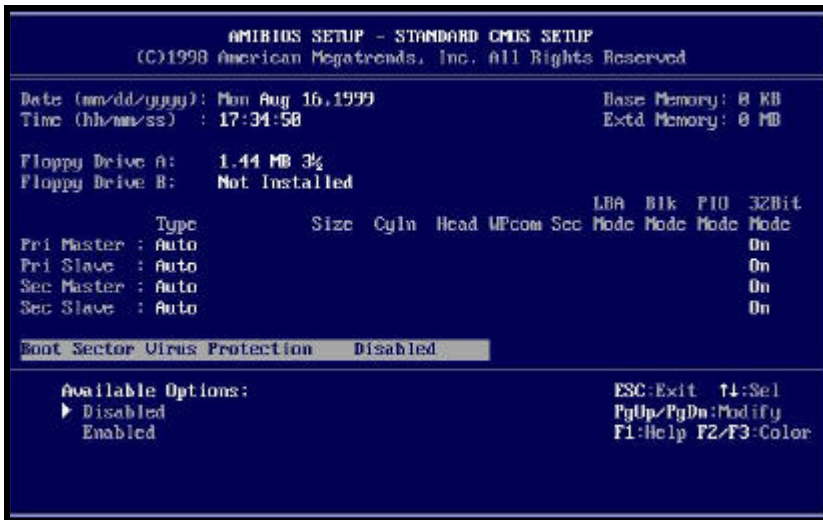 AMIBIOS SETUP - STANDARD CMOS SETUP
(C)1998 American Megatrends, Inc. All Rights Reserved
Date (mm/dd/yyyy): Mon Aug 16,1999 Base Memory: 0 KB
Time (hh/mm/ss) : 17:34:50 Extd Memory: 0 MB
Floppy Drive A: 1.44 MB 3½
Floppy Drive B: Not Installed
LBA Blk PIO 32Bit
Type Size Cyln Head WPcom Sec Mode Mode Mode Mode
Pri Master : Auto On
Pri Slave : Auto On
Sec Master : Auto On
Sec Slave : Auto On
Boot Sector Virus Protection Disabled
Available Options: ESC:Exit ↑↓:Sel
► Disabled PgUp/PgDn:Modify
Enabled F1:Help F2/F3:Color